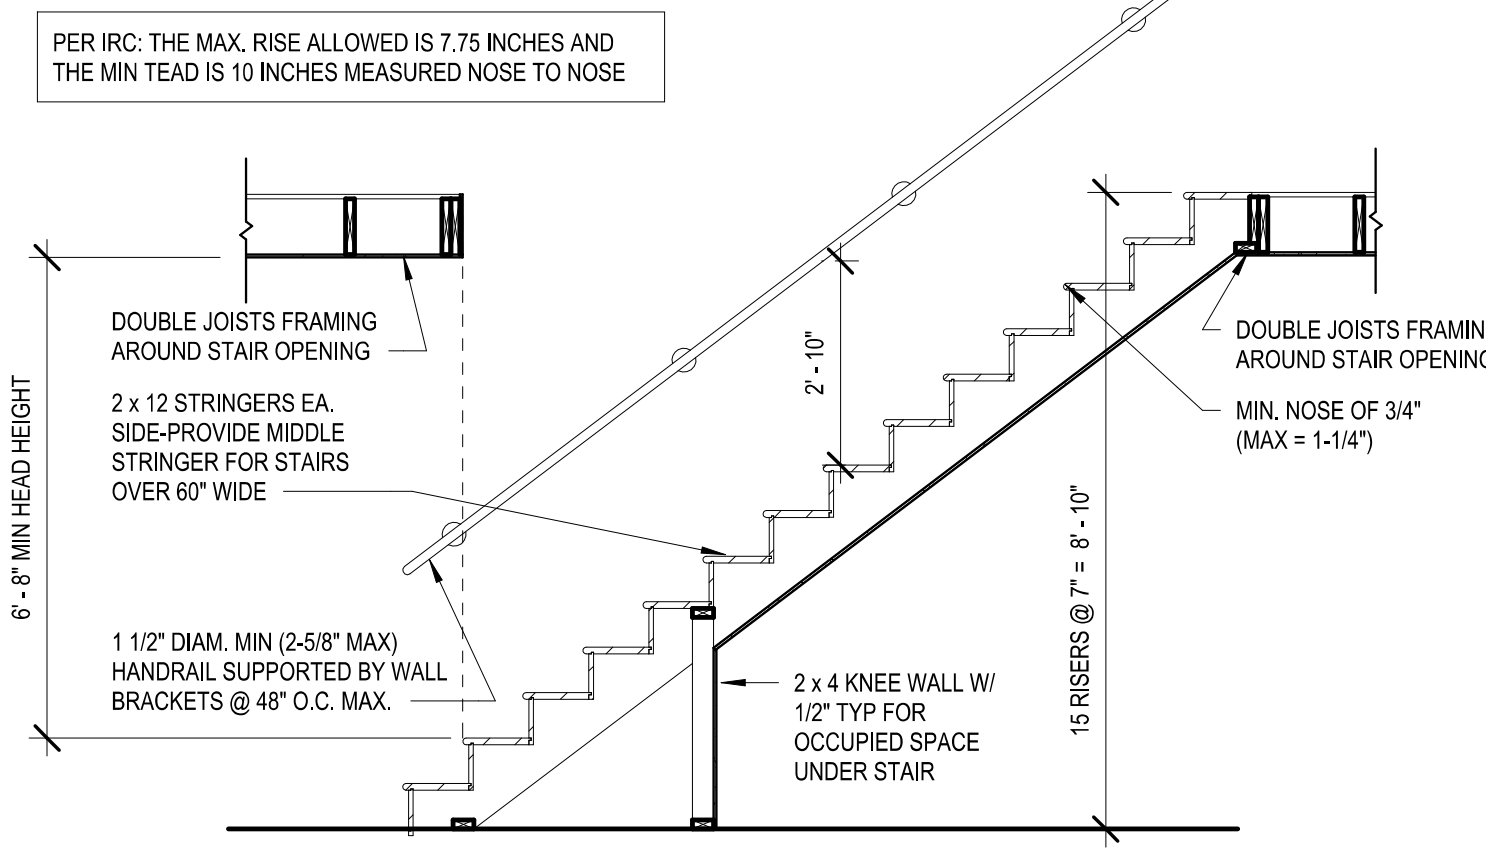 PER IRC: THE MAX. RISE ALLOWED IS 7.75 INCHES AND
THE MIN TEAD IS 10 INCHES MEASURED NOSE TO NOSE
DOUBLE JOISTS FRAMING
AROUND STAIR OPENING
2 x 12 STRINGERS EA.
SIDE-PROVIDE MIDDLE
STRINGER FOR STAIRS
OVER 60" WIDE
6' - 8" MIN HEAD HEIGHT
1 1/2" DIAM. MIN (2-5/8" MAX)
HANDRAIL SUPPORTED BY WALL
BRACKETS @ 48" O.C. MAX.
2' - 10"
2 x 4 KNEE WALL W/
1/2" TYP FOR
OCCUPIED SPACE
UNDER STAIR
15 RISERS @ 7" = 8' - 10"
DOUBLE JOISTS FRAMIN
AROUND STAIR OPENING
MIN. NOSE OF 3/4"
(MAX = 1-1/4")